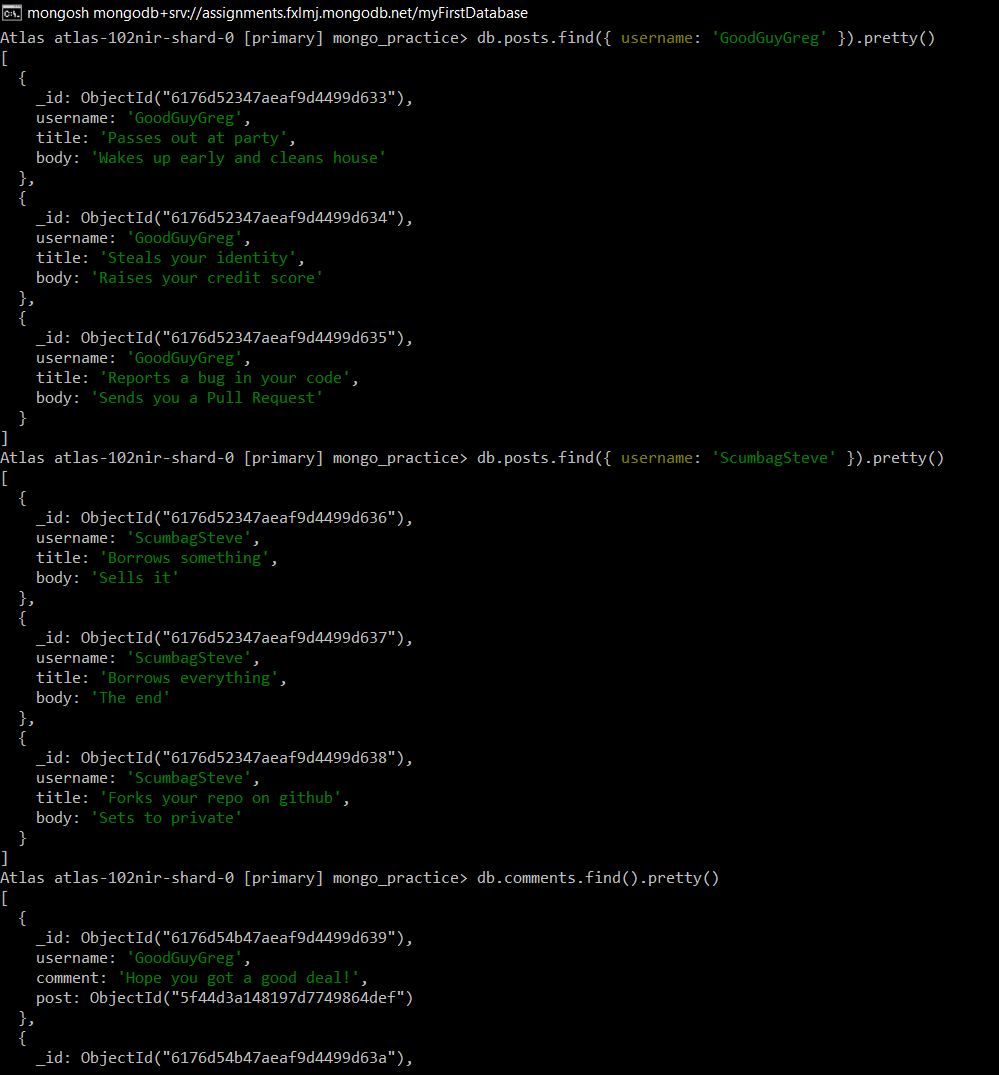 mongosh mongodb+srv://assignments.fxlmj.mongodb.net/myFirstDatabase
Atlas atlas-102nir-shard-0 [primary] mongo_practice> db.posts.find({ username: 'GoodGuyGreg' }).pretty()
[
  {
    _id: ObjectId("6176d52347aeaf9d4499d633"),
    username: 'GoodGuyGreg',
    title: 'Passes out at party',
    body: 'Wakes up early and cleans house'
  },
  {
    _id: ObjectId("6176d52347aeaf9d4499d634"),
    username: 'GoodGuyGreg',
    title: 'Steals your identity',
    body: 'Raises your credit score'
  },
  {
    _id: ObjectId("6176d52347aeaf9d4499d635"),
    username: 'GoodGuyGreg',
    title: 'Reports a bug in your code',
    body: 'Sends you a Pull Request'
  }
]
Atlas atlas-102nir-shard-0 [primary] mongo_practice> db.posts.find({ username: 'ScumbagSteve' }).pretty()
[
  {
    _id: ObjectId("6176d52347aeaf9d4499d636"),
    username: 'ScumbagSteve',
    title: 'Borrows something',
    body: 'Sells it'
  },
  {
    _id: ObjectId("6176d52347aeaf9d4499d637"),
    username: 'ScumbagSteve',
    title: 'Borrows everything',
    body: 'The end'
  },
  {
    _id: ObjectId("6176d52347aeaf9d4499d638"),
    username: 'ScumbagSteve',
    title: 'Forks your repo on github',
    body: 'Sets to private'
  }
]
Atlas atlas-102nir-shard-0 [primary] mongo_practice> db.comments.find().pretty()
[
  {
    _id: ObjectId("6176d54b47aeaf9d4499d639"),
    username: 'GoodGuyGreg',
    comment: 'Hope you got a good deal!',
    post: ObjectId("5f44d3a148197d7749864def")
  },
  {
    _id: ObjectId("6176d54b47aeaf9d4499d63a"),